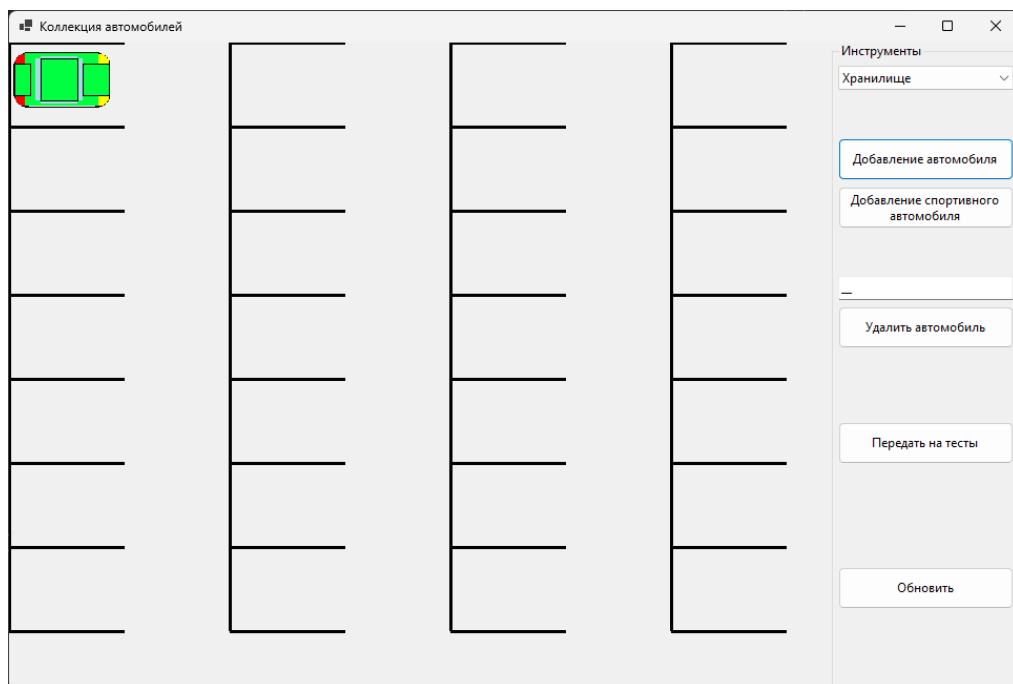 Коллекция автомобилей
Инструменты
Хранилище
Добавление автомобиля
Добавление спортивного
автомобиля
_
Удалить автомобиль
Передать на тесты
Обновить